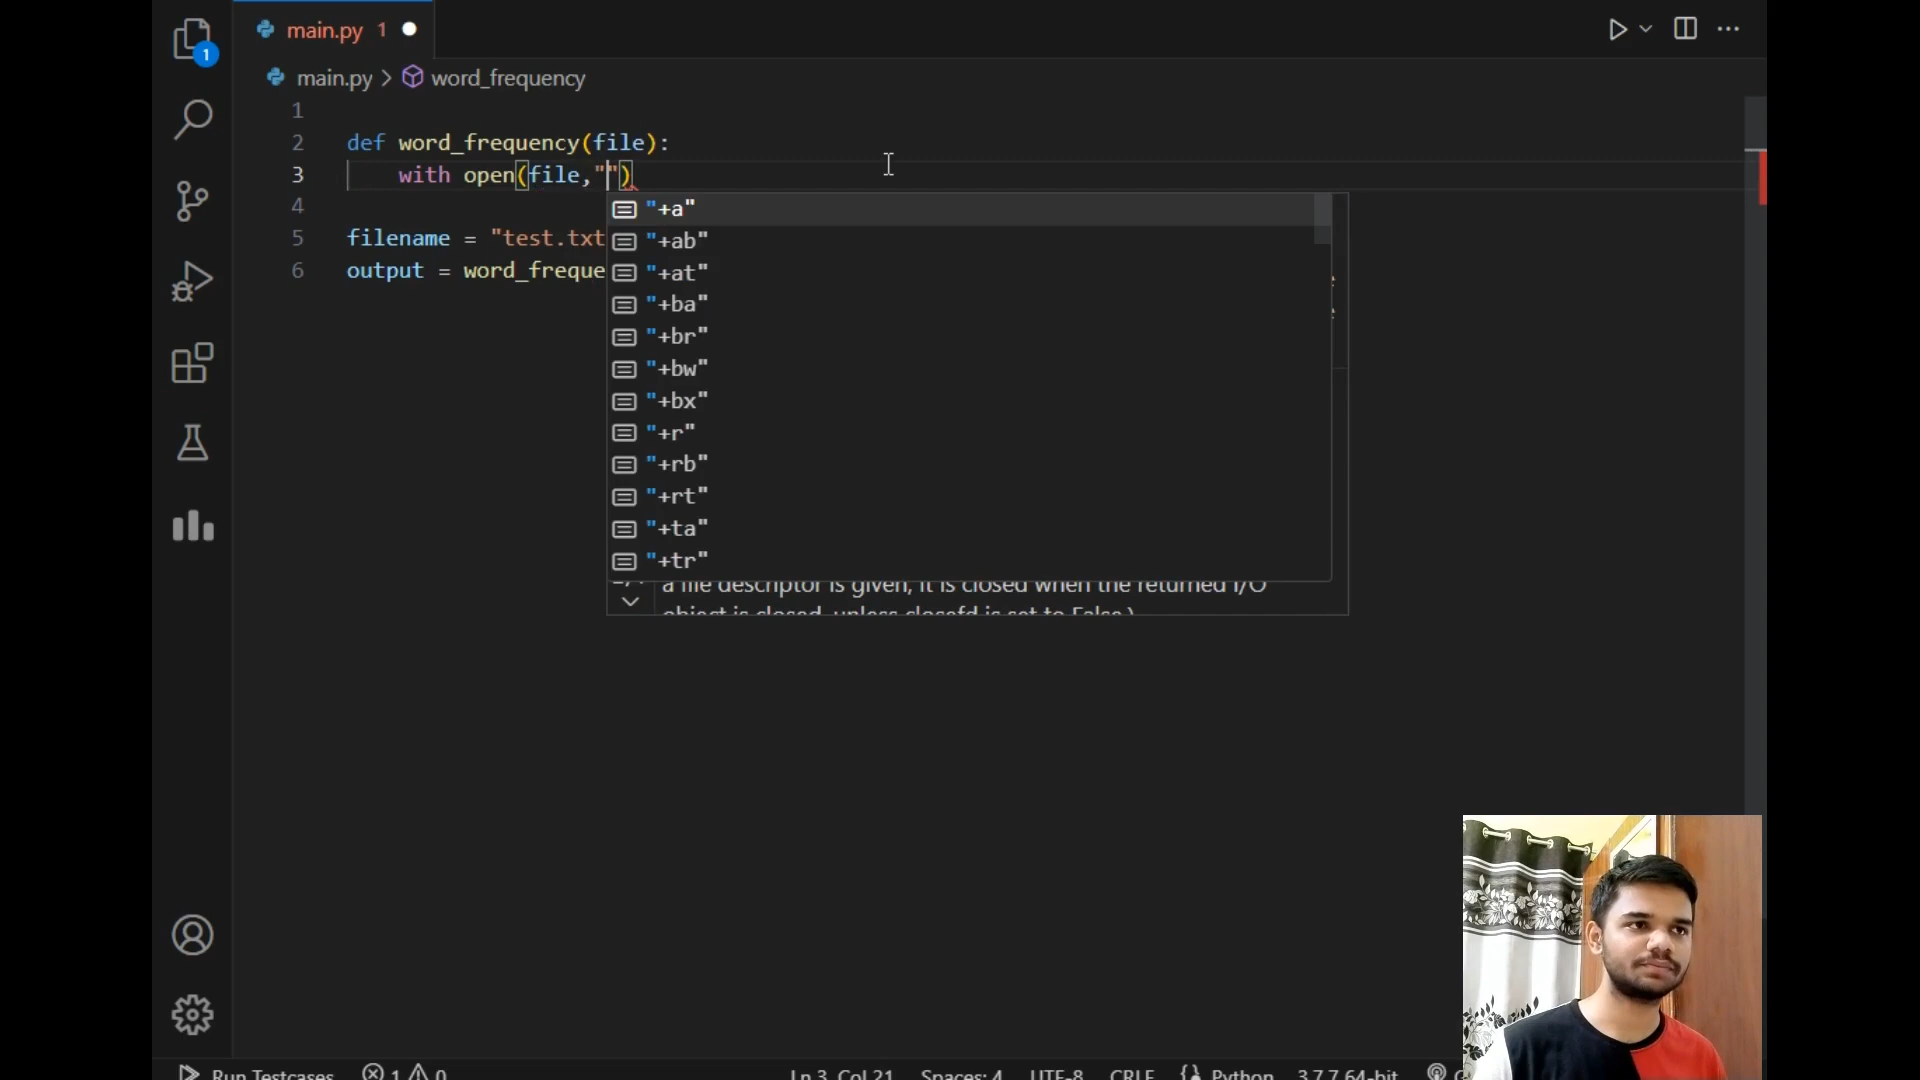 main.py 1
main.py > word_frequency
1
2 def word_frequency(file):
3 with open(file,"")
4
5 filename = "test.txt
6 output = word_freque
"+a"
"+ab"
"+at"
"+ba"
"+br"
"+bw"
"+bx"
"+r"
"+rb"
"+rt"
"+ta"
"+tr"
a file descriptor is given, it is closed when the returned I/O
object is closed, unless closefd is set to False.)
1
Run Testcases 1 0 Ln 3, Col 21 Spaces: 4 UTF-8 CRLF Python 3.7.7 64-bit